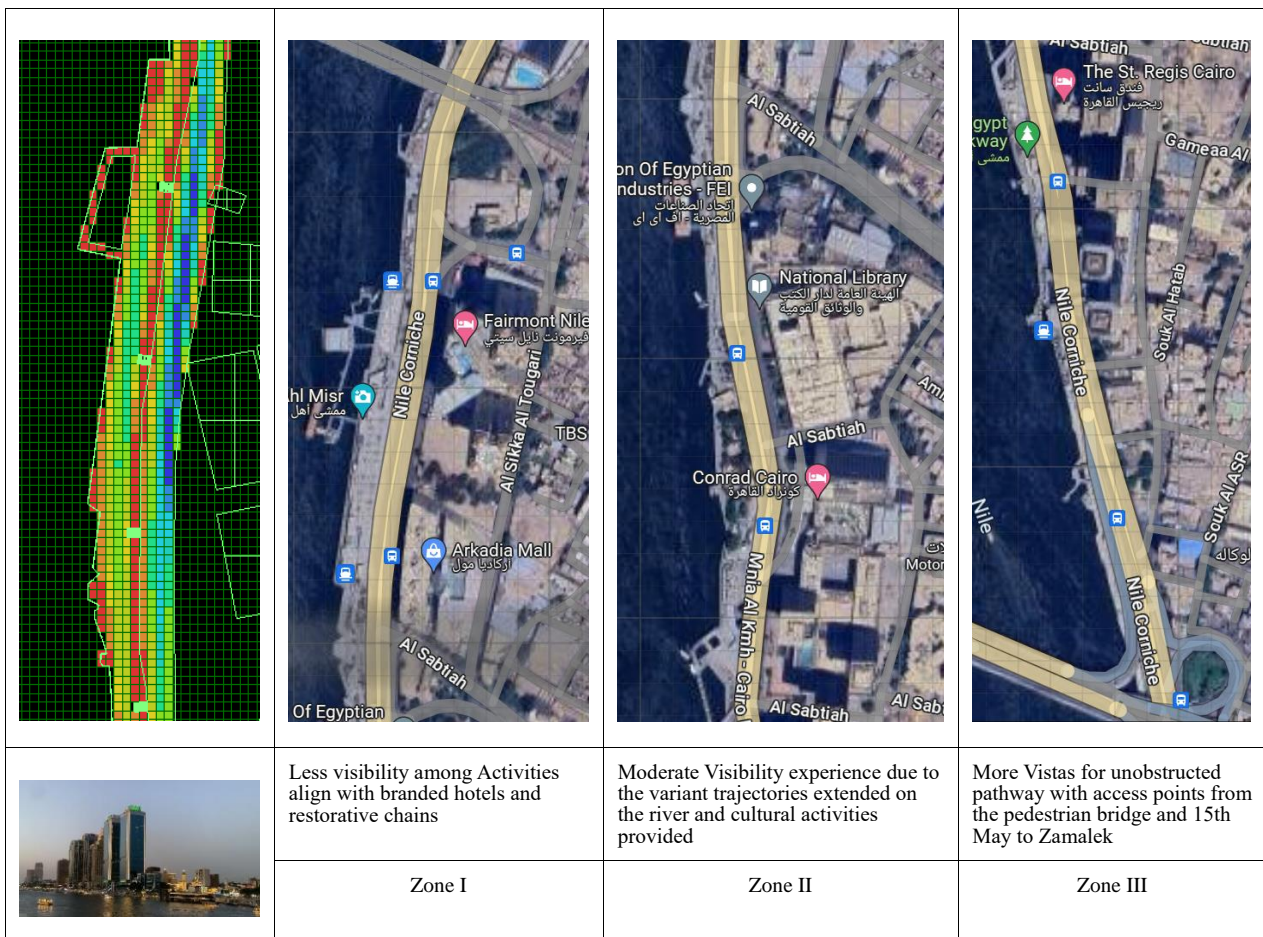 Fairmont Nile
فيرمونت نايل سيتي
Nile Corniche
Ahl Misr
ممشى أهل
Al Sikka Al Tougari
TBS
Arkadia Mall
أركاديا مول
Al Sabtiah
Of Egyptian
Al Sabtiah
on Of Egyptian
ndustries - FEI
اتحاد الصناعات
المصرية - اف اى اى
National Library
الهيئة العامة لدار الكتب
والوثائق القومية
Al Sabtiah
Conrad Cairo
كونراد القاهرة
Motor
Mnia Al Kmh - Cairo
Al Sabtiah
Al Sab
Al Sabtiah
Sabtiah
The St. Regis Cairo
فندق سانت
ريجيس القاهرة
gypt
kway
ممشى
Gameaa Al
Souk Al Hatab
Nile Corniche
Souk Al ASR
لوكاله
Nile
Nile Corniche
Less visibility among Activities
align with branded hotels and
restorative chains
Moderate Visibility experience due to
the variant trajectories extended on
the river and cultural activities
provided
More Vistas for unobstructed
pathway with access points from
the pedestrian bridge and 15th
May to Zamalek
Zone I
Zone II
Zone III